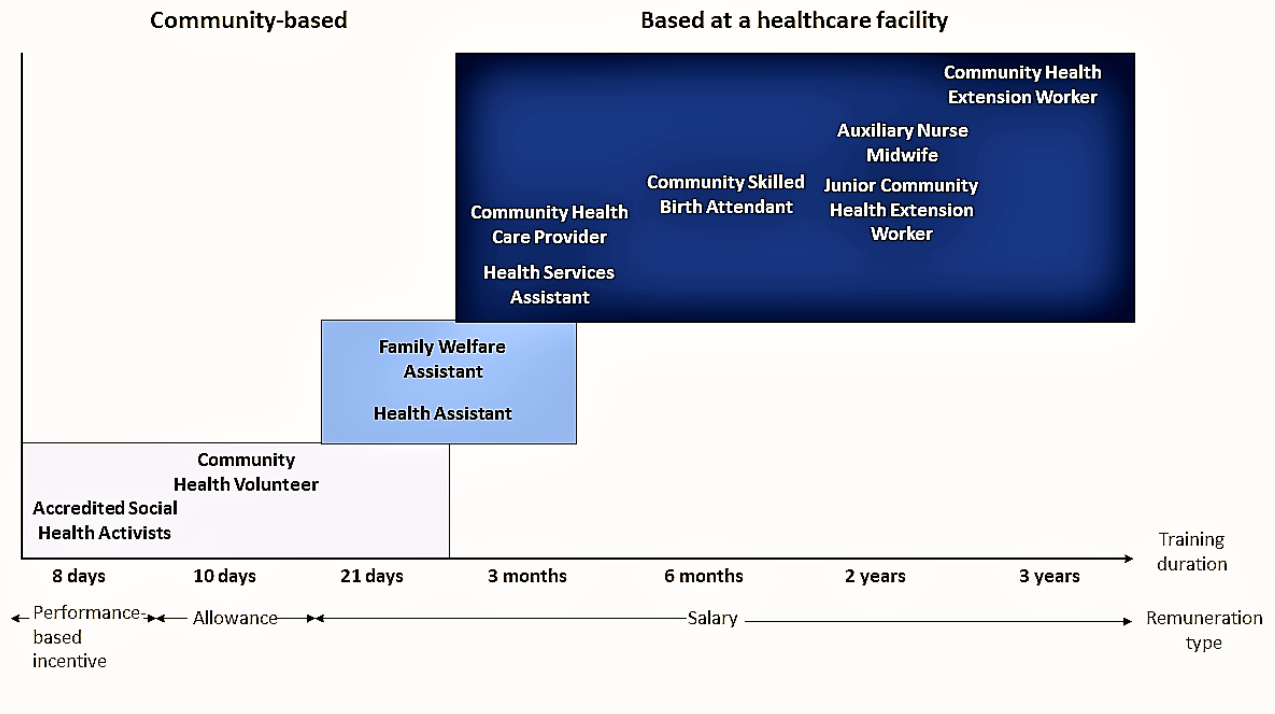 Community-based
Based at a healthcare facility
Community Health
Extension Worker
Auxiliary Nurse
Midwife
Community Skilled
Birth Attendant
Junior Community
Health Extension
Worker
Community Health
Care Provider
Health Services
Assistant
Family Welfare
Assistant
Health Assistant
Community
Health Volunteer
Accredited Social
Health Activists
Training
duration
8 days
10 days
21 days
3 months
6 months
2 years
3 years
Performance-
based
incentive
Allowance
Salary
Remuneration
type